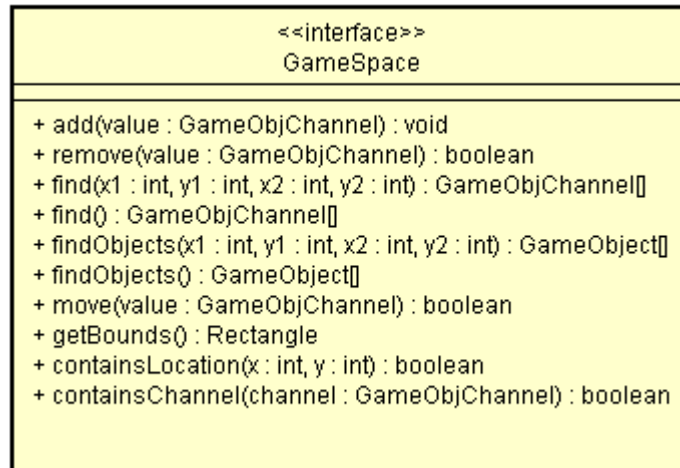 <<interface>>
GameSpace
+ add(value : GameObjChannel) : void
+ remove(value : GameObjChannel) : boolean
+ find(x1 : int, y1 : int, x2 : int, y2 : int) : GameObjChannel[]
+ find() : GameObjChannel[]
+ findObjects(x1 : int, y1 : int, x2 : int, y2 : int) : GameObject[]
+ findObjects() : GameObject[]
+ move(value : GameObjChannel) : boolean
+ getBounds() : Rectangle
+ containsLocation(x : int, y : int) : boolean
+ containsChannel(channel : GameObjChannel) : boolean